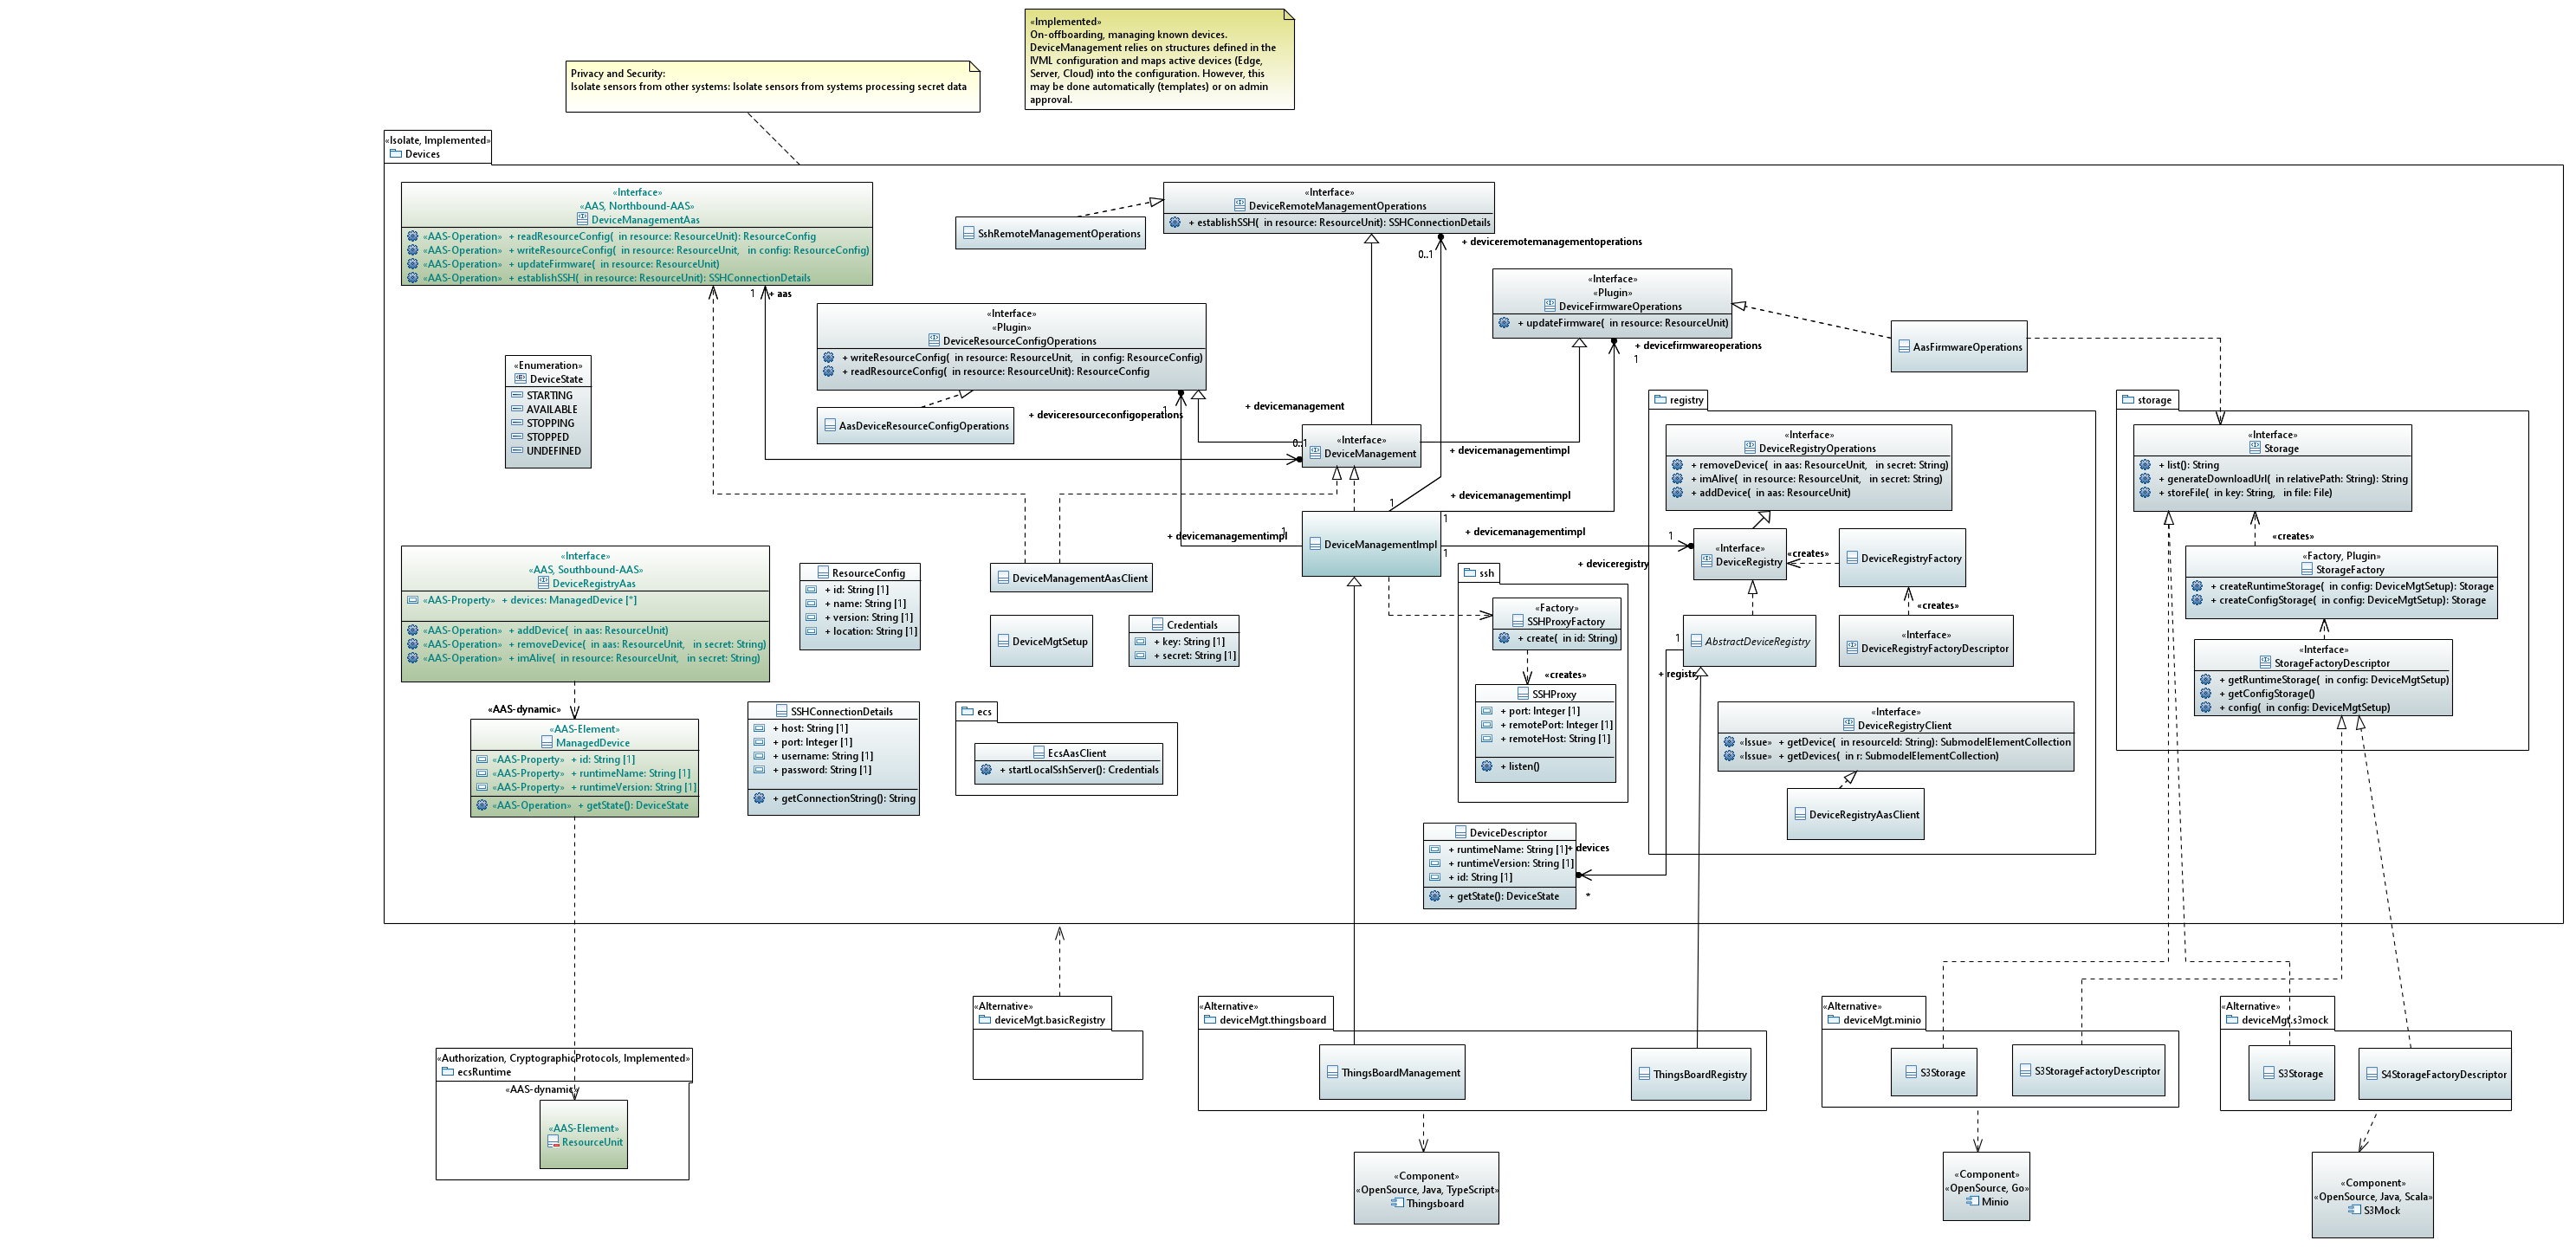 «Implemented»
On-offboarding, managing known devices.
DeviceManagement relies on structures defined in the
IVML configuration and maps active devices (Edge,
Server, Cloud) into the configuration. However, this
may be done automatically (templates) or on admin
approval.
Privacy and Security:
Isolate sensors from other systems: Isolate sensors from systems processing secret data
«Isolate, Implemented»
Devices
«Interface»
«AAS, Northbound-AAS»
DeviceManagementAas
«AAS-Operation» + readResourceConfig( in resource: ResourceUnit): ResourceConfig
«AAS-Operation» + writeResourceConfig( in resource: ResourceUnit, in config: ResourceConfig)
«AAS-Operation» + updateFirmware( in resource: ResourceUnit)
«AAS-Operation» + establishSSH( in resource: ResourceUnit): SSHConnectionDetails
1
+ aas
SshRemoteManagementOperations
«Interface»
DeviceRemoteManagementOperations
+ establishSSH( in resource: ResourceUnit): SSHConnectionDetails
+ deviceremotemanagementoperations
0..1
«Interface»
«Plugin»
DeviceFirmwareOperations
+ updateFirmware( in resource: ResourceUnit)
+ devicefirmwareoperations
1
AasFirmwareOperations
«Interface»
«Plugin»
DeviceResourceConfigOperations
+ writeResourceConfig( in resource: ResourceUnit, in config: ResourceConfig)
+ readResourceConfig( in resource: ResourceUnit): ResourceConfig
AasDeviceResourceConfigOperations
+ deviceresourceconfigoperations
1
«Enumeration»
DeviceState
STARTING
AVAILABLE
STOPPING
STOPPED
UNDEFINED
+ devicemanagement
0..1
«Interface»
DeviceManagement
+ devicemanagementimpl
+ devicemanagementimpl
1
1
DeviceManagementImpl
+ devicemanagementimpl
1
+ devicemanagementimpl
1
1
+ deviceregistry
registry
«Interface»
DeviceRegistryOperations
+ removeDevice( in aas: ResourceUnit, in secret: String)
+ imAlive( in resource: ResourceUnit, in secret: String)
+ addDevice( in aas: ResourceUnit)
«Interface»
DeviceRegistry
«creates»
DeviceRegistryFactory
«creates»
«Interface»
DeviceRegistryFactoryDescriptor
AbstractDeviceRegistry
1
+ registry
«Interface»
DeviceRegistryClient
«Issue» + getDevice( in resourceId: String): SubmodelElementCollection
«Issue» + getDevices( in r: SubmodelElementCollection)
DeviceRegistryAasClient
storage
«Interface»
Storage
+ list(): String
+ generateDownloadUrl( in relativePath: String): String
+ storeFile( in key: String, in file: File)
«creates»
«Factory, Plugin»
StorageFactory
+ createRuntimeStorage( in config: DeviceMgtSetup): Storage
+ createConfigStorage( in config: DeviceMgtSetup): Storage
«Interface»
StorageFactoryDescriptor
+ getRuntimeStorage( in config: DeviceMgtSetup)
+ getConfigStorage()
+ config( in config: DeviceMgtSetup)
«Interface»
«AAS, Southbound-AAS»
DeviceRegistryAas
«AAS-Property» + devices: ManagedDevice [*]
«AAS-Operation» + addDevice( in aas: ResourceUnit)
«AAS-Operation» + removeDevice( in aas: ResourceUnit, in secret: String)
«AAS-Operation» + imAlive( in resource: ResourceUnit, in secret: String)
«AAS-dynamic»
«AAS-Element»
ManagedDevice
«AAS-Property» + id: String [1]
«AAS-Property» + runtimeName: String [1]
«AAS-Property» + runtimeVersion: String [1]
«AAS-Operation» + getState(): DeviceState
ResourceConfig
+ id: String [1]
+ name: String [1]
+ version: String [1]
+ location: String [1]
DeviceManagementAasClient
DeviceMgtSetup
Credentials
+ key: String [1]
+ secret: String [1]
SSHConnectionDetails
+ host: String [1]
+ port: Integer [1]
+ username: String [1]
+ password: String [1]
+ getConnectionString(): String
ecs
EcsAasClient
+ startLocalSshServer(): Credentials
ssh
«Factory»
SSHProxyFactory
+ create( in id: String)
«creates»
SSHProxy
+ port: Integer [1]
+ remotePort: Integer [1]
+ remoteHost: String [1]
+ listen()
DeviceDescriptor
+ runtimeName: String [1]
+ runtimeVersion: String [1]
+ id: String [1]
+ getState(): DeviceState
+ devices
*
«Authorization, CryptographicProtocols, Implemented»
ecsRuntime
«AAS-dynamic»
«AAS-Element»
ResourceUnit
«Alternative»
deviceMgt.basicRegistry
«Alternative»
deviceMgt.thingsboard
ThingsBoardManagement
ThingsBoardRegistry
«Component»
«OpenSource, Java, TypeScript»
Thingsboard
«Alternative»
deviceMgt.minio
S3Storage
S3StorageFactoryDescriptor
«Component»
«OpenSource, Go»
Minio
«Alternative»
deviceMgt.s3mock
S3Storage
S4StorageFactoryDescriptor
«Component»
«OpenSource, Java, Scala»
S3Mock